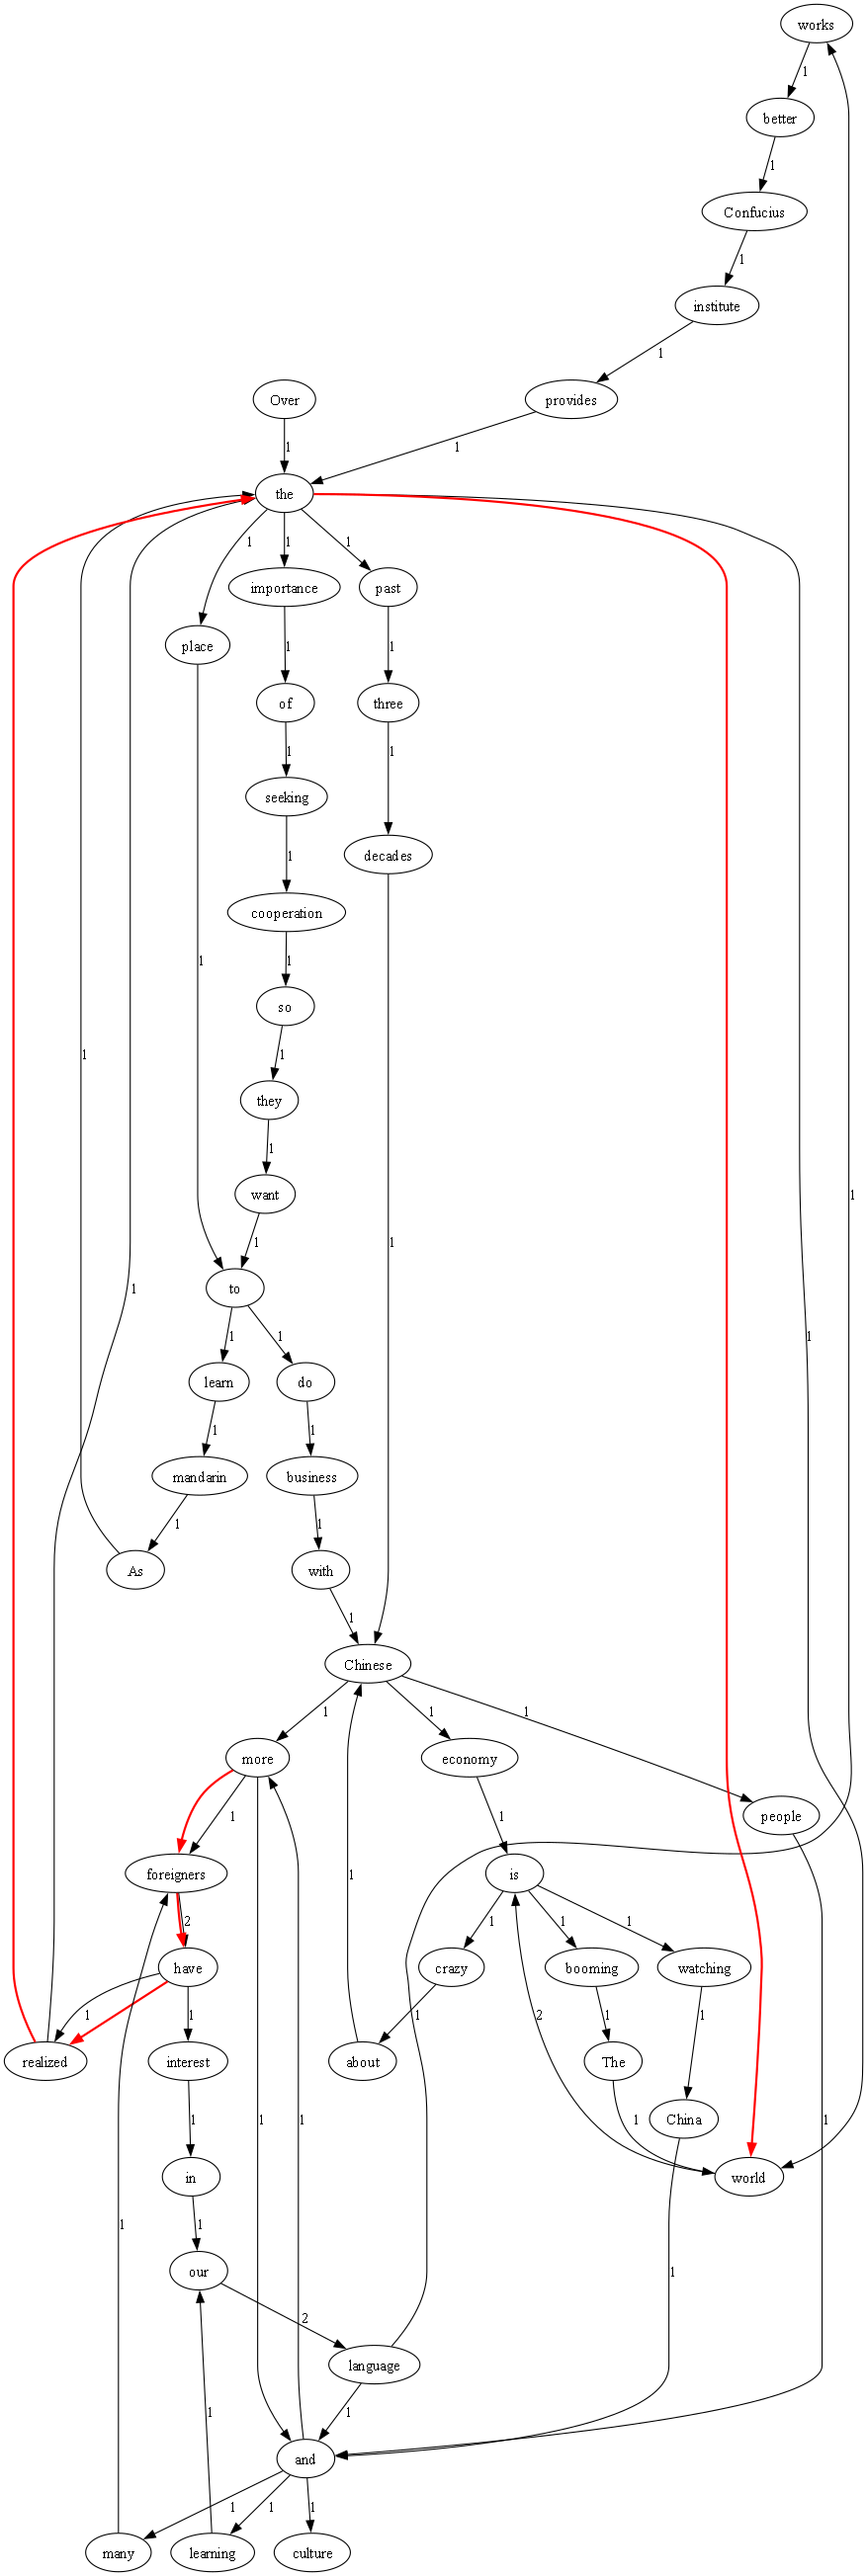 works
1
better
1
Confucius
1
institute
1
Over
provides
1
1
the
1
1
1
importance
past
place
1
1
of
three
1
1
seeking
1
decades
cooperation
1
1
so
1
1
1
they
1
want
1
1
1
to
1
1
1
1
learn
do
1
1
mandarin
business
1
1
As
with
1
Chinese
1
1
1
more
economy
1
1
people
foreigners
is
1
2
1
1
1
have
crazy
booming
watching
1
1
1
1
1
2
realized
interest
about
The
China
1
1
1
1
1
1
in
world
1
1
our
1
2
language
1
1
and
1
1
1
many
learning
culture